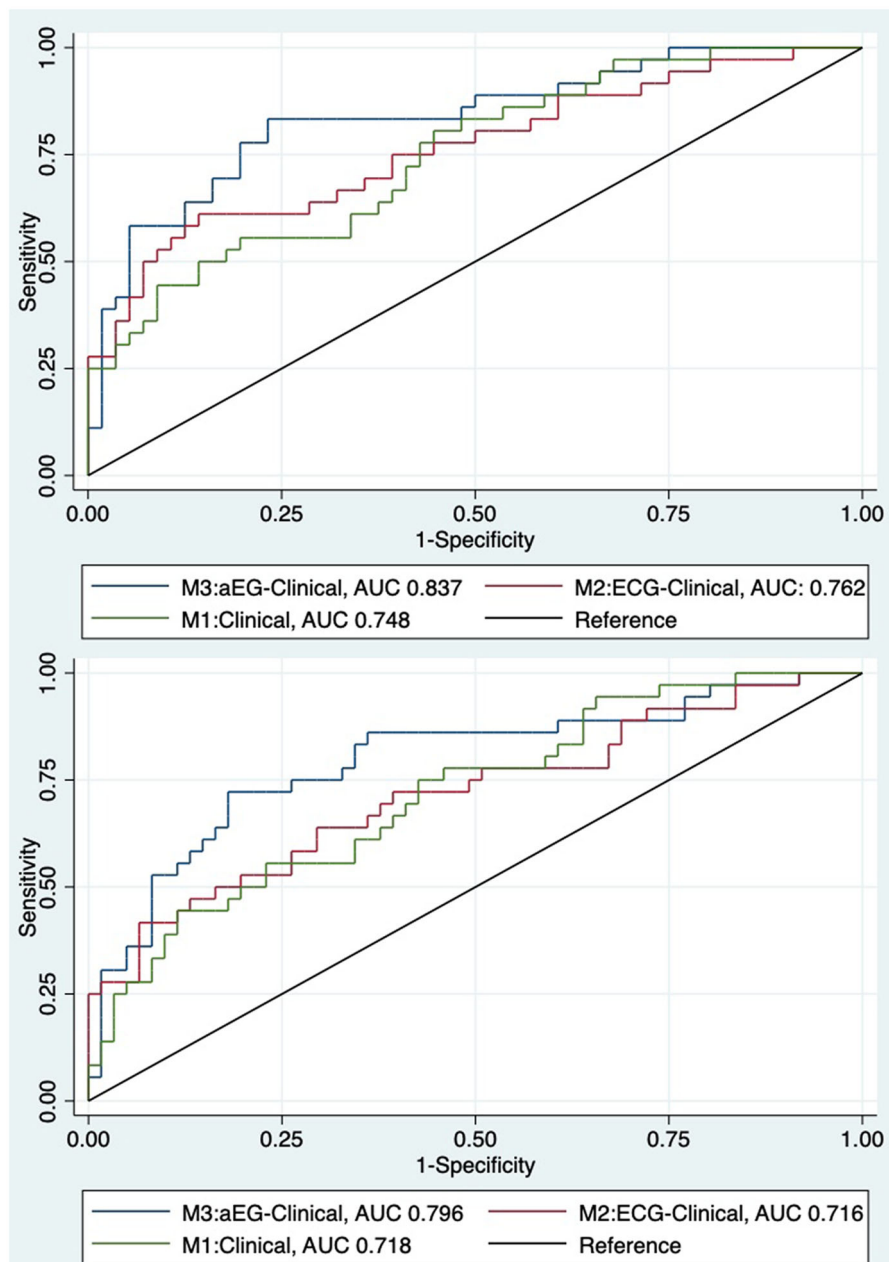 1.00
0.75
0.50
0.25
0.00
Sensitivity
0.00 0.25 0.50 0.75 1.00
1-Specificity
M3:aEG-Clinical, AUC 0.837 M2:ECG-Clinical, AUC: 0.762
M1:Clinical, AUC 0.748 Reference
1.00
0.75
0.50
0.25
0.00
Sensitivity
0.00 0.25 0.50 0.75 1.00
1-Specificity
M3:aEG-Clinical, AUC 0.796 M2:ECG-Clinical, AUC 0.716
M1:Clinical, AUC 0.718 Reference